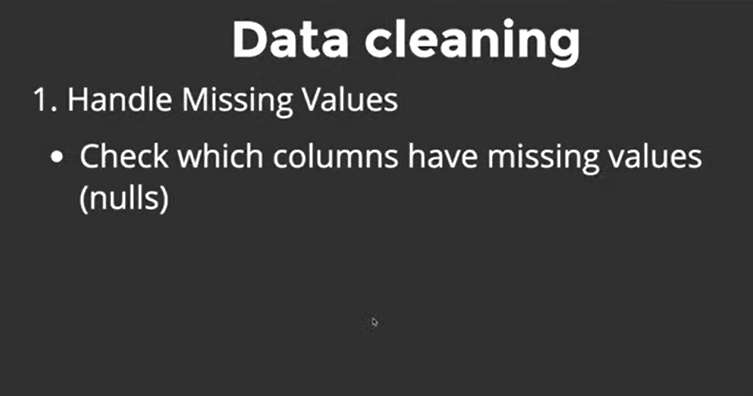 Data cleaning
1. Handle Missing Values
• Check which columns have missing values
(nulls)